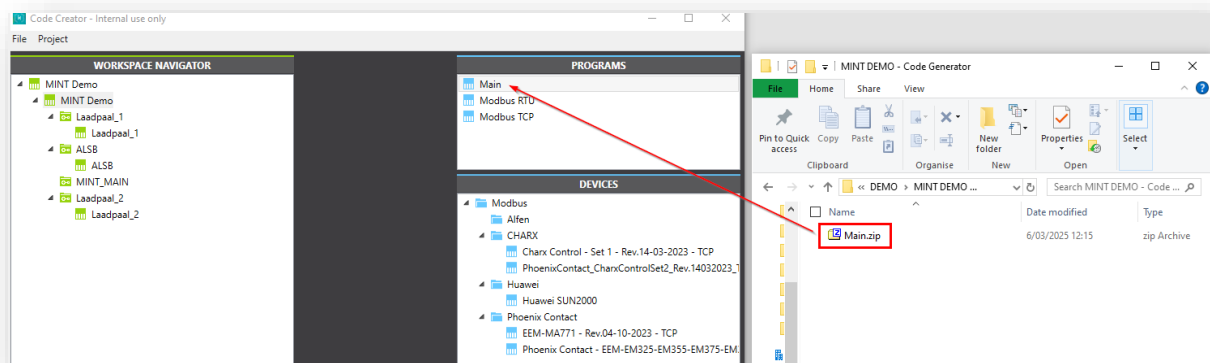 Code Creator - Internal use only
File Project
WORKSPACE NAVIGATOR
MINT Demo
MINT Demo
Laadpaal_1
Laadpaal_1
ALSB
ALSB
MINT_MAIN
Laadpaal_2
Laadpaal_2
PROGRAMS
Main
Modbus RTU
Modbus TCP
DEVICES
Modbus
Alfen
CHARX
Charx Control - Set 1 - Rev.14-03-2023 - TCP
PhoenixContact_CharxControlSet2_Rev.14032023_T
Huawei
Huawei SUN2000
Phoenix Contact
EEM-MA771 - Rev.04-10-2023 - TCP
Phoenix Contact - EEM-EM325-EM355-EM375-EM
MINT DEMO - Code Generator
File Home Share View
Pin to Quick access
Copy
Paste
New folder
Properties
Select
Clipboard Organise New Open
« DEMO > MINT DEMO ...
Search MINT DEMO - Code ...
Name Date modified Type
Main.zip 6/03/2025 12:15 zip Archive